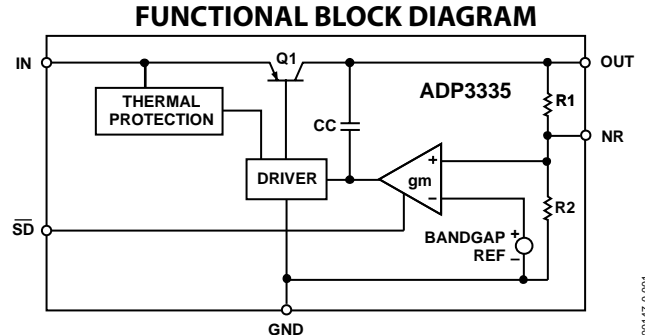 FUNCTIONAL BLOCK DIAGRAM
IN
Q1
OUT
THERMAL
PROTECTION
ADP3335
R1
CC
NR
DRIVER
+
gm
–
R2
SD
BANDGAP
REF
+
–
GND